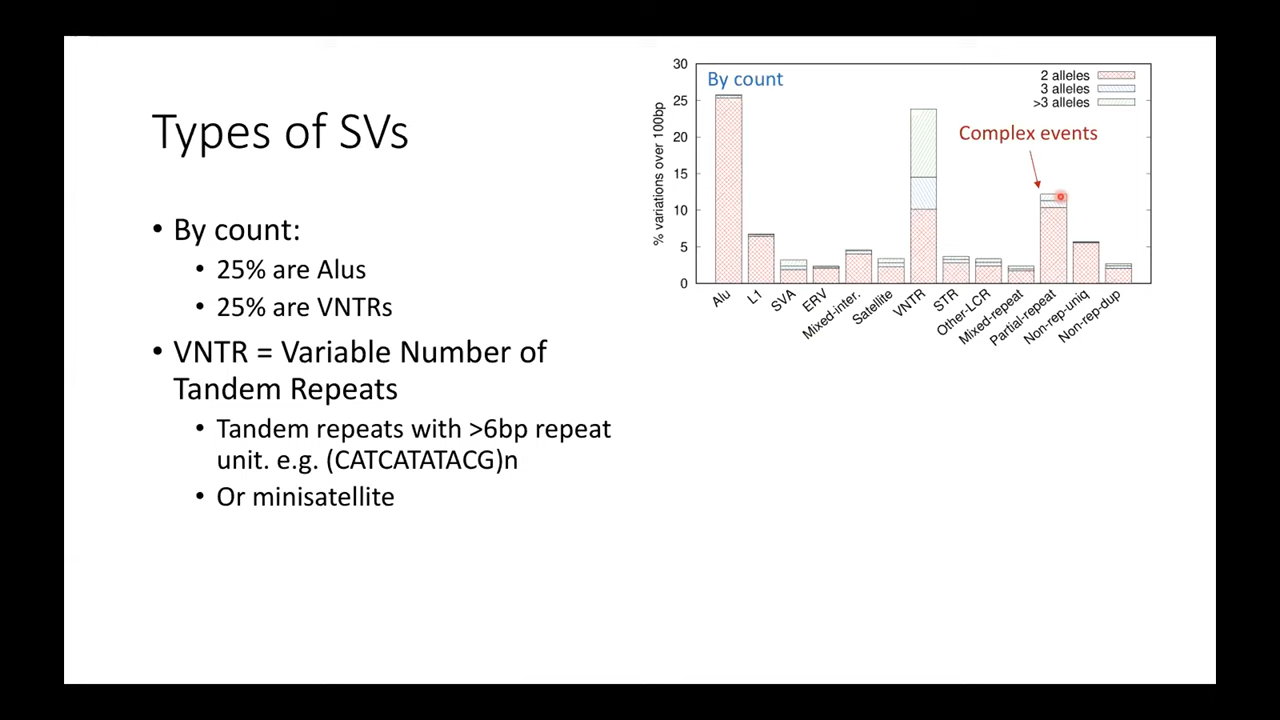 Types of SVs
• By count:
• 25% are Alus
• 25% are VNTRs
• VNTR = Variable Number of
Tandem Repeats
• Tandem repeats with >6bp repeat
unit. e.g. (CATCATATACG)n
• Or minisatellite
By count
2 alleles
3 alleles
>3 alleles
Complex events
% variations over 100bp
30
25
20
15
10
5
0
Alu
L1
SVA
ERV
Mixed-inter.
Satellite
VNTR
STR
Other-LCR
Mixed-repeat
Partial-repeat
Non-rep-uniq
Non-rep-dup